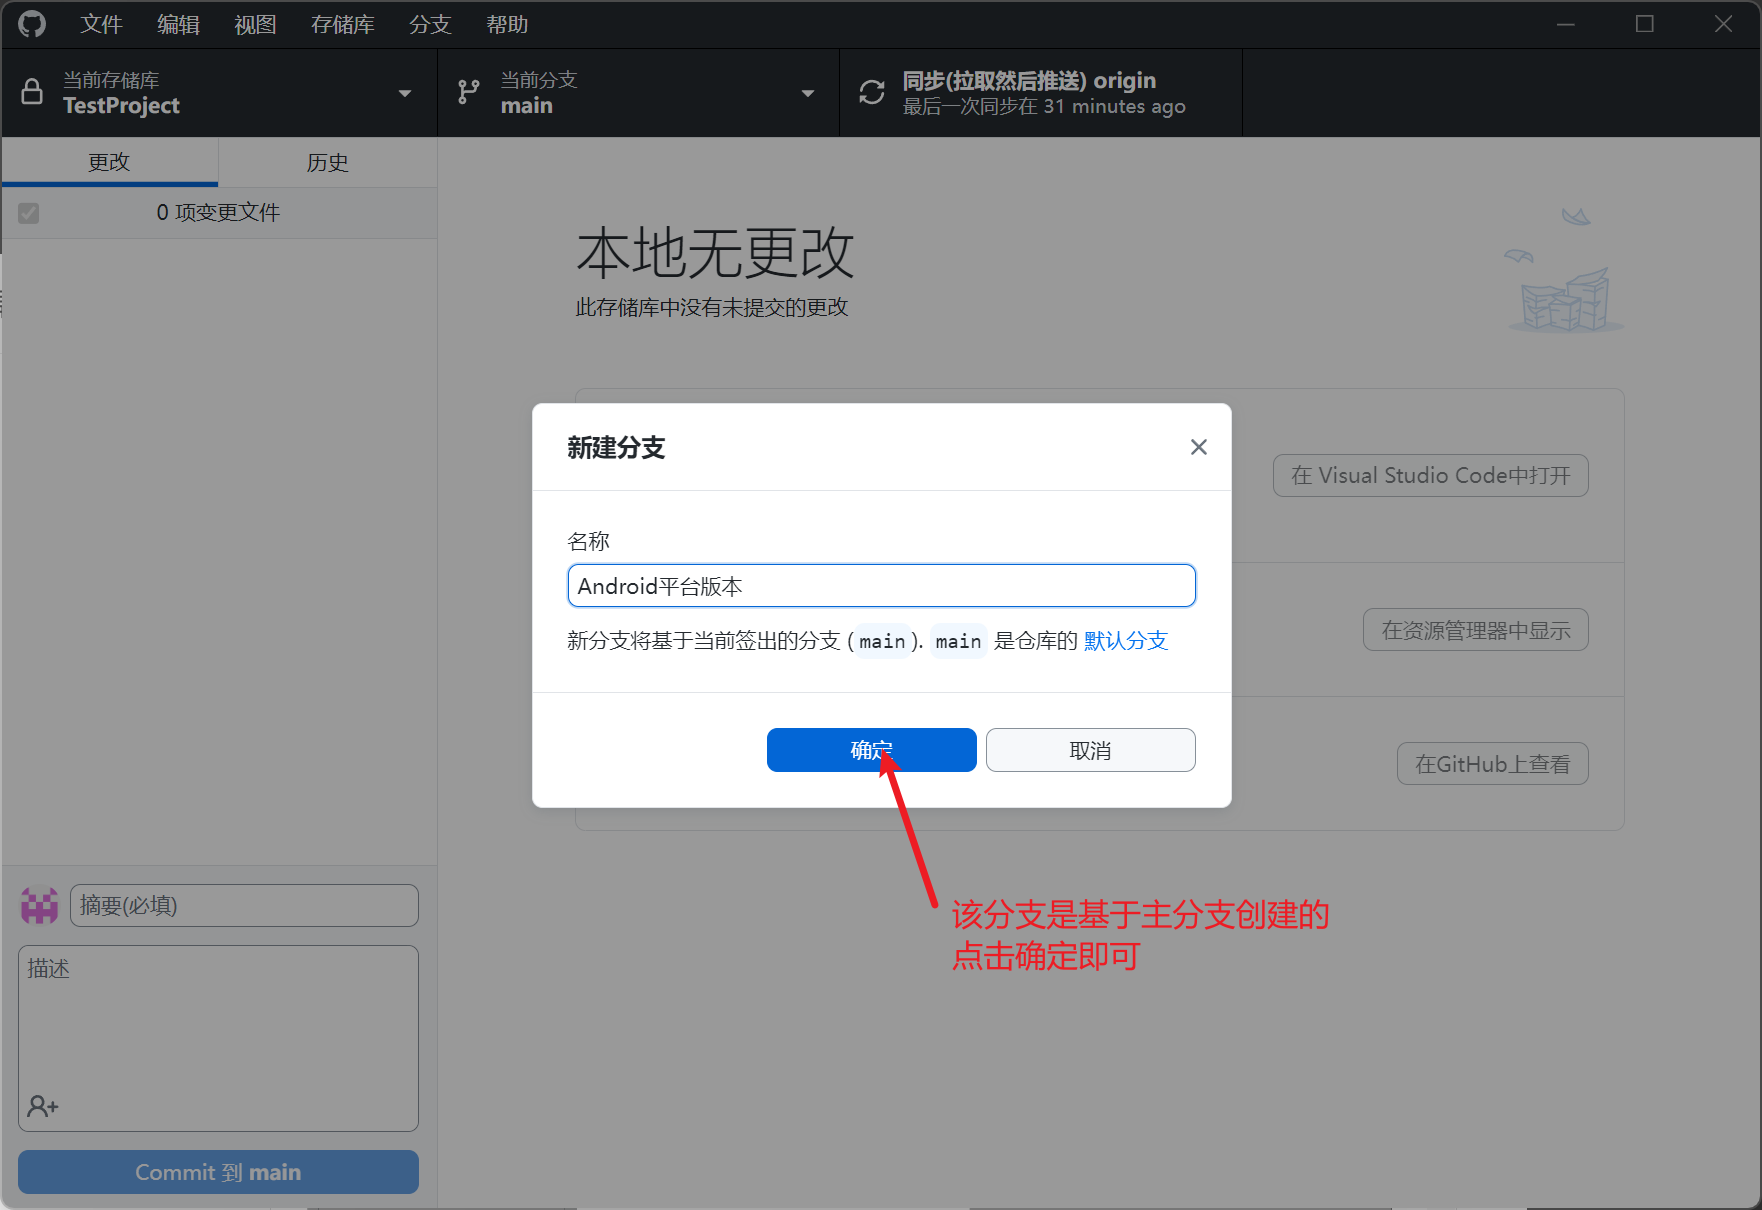 文件 编辑 视图 存储库 分支 帮助
当前存储库
TestProject
当前分支
main
同步(拉取然后推送) origin
最后一次同步在 31 minutes ago
更改 历史
0 项变更文件
本地无更改
此存储库中没有未提交的更改
在 Visual Studio Code中打开
在资源管理器中显示
在GitHub上查看
新建分支
名称
Android平台版本
新分支将基于当前签出的分支 (main). main 是仓库的 默认分支
确定 取消
该分支是基于主分支创建的
点击确定即可
摘要(必填)
描述
Commit 到 main